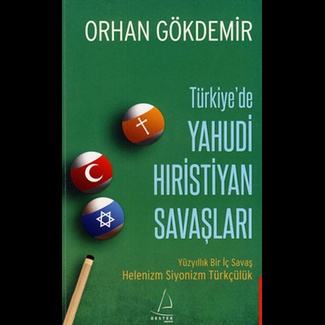 ORHAN GÖKDEMİR
Türkiye'de
YAHUDİ
HIRİSTİYAN
SAVAŞLARI
Yüzyıllık Bir İç Savaş
Helenizm Siyonizm Türkçülük
DESTEK